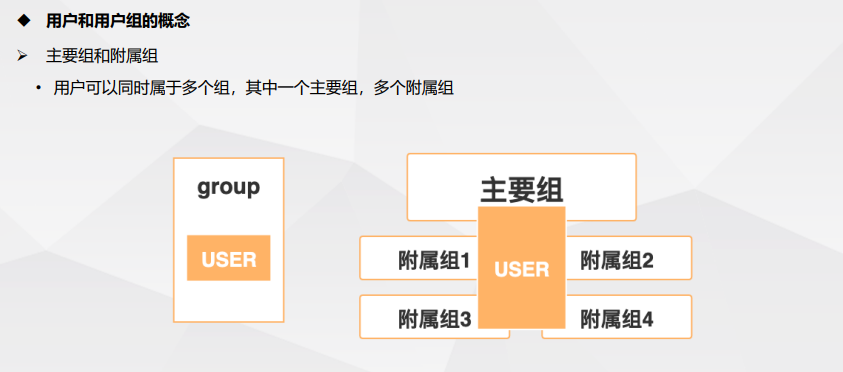 用户和用户组的概念
主要组和附属组
用户可以同时属于多个组，其中一个主要组，多个附属组
group
USER
主要组
附属组1
USER
附属组2
附属组3
附属组4